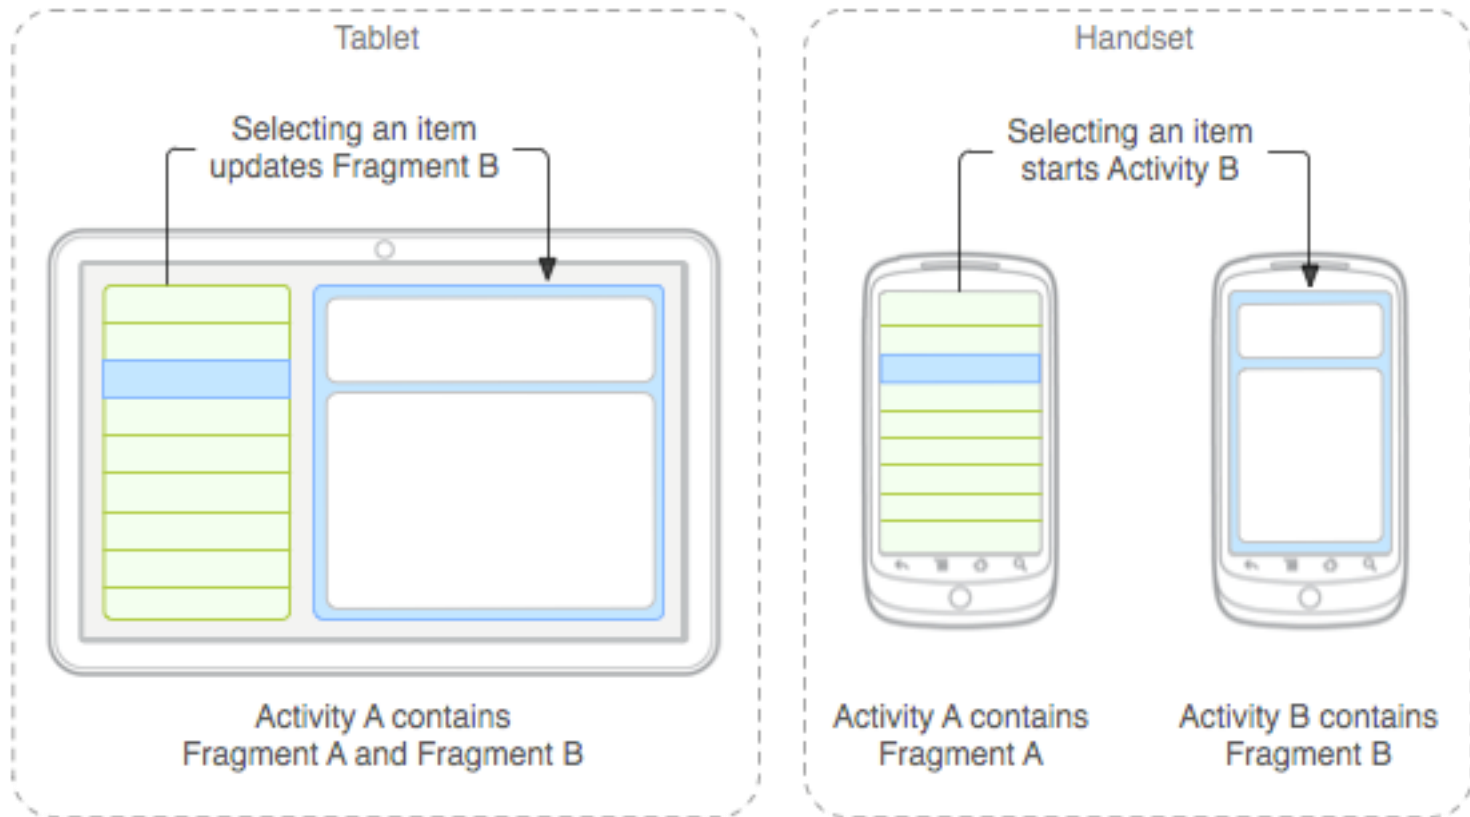 Tablet
Selecting an item
updates Fragment B
Activity A contains
Fragment A and Fragment B
Handset
Selecting an item
starts Activity B
Activity A contains
Fragment A
Activity B contains
Fragment B